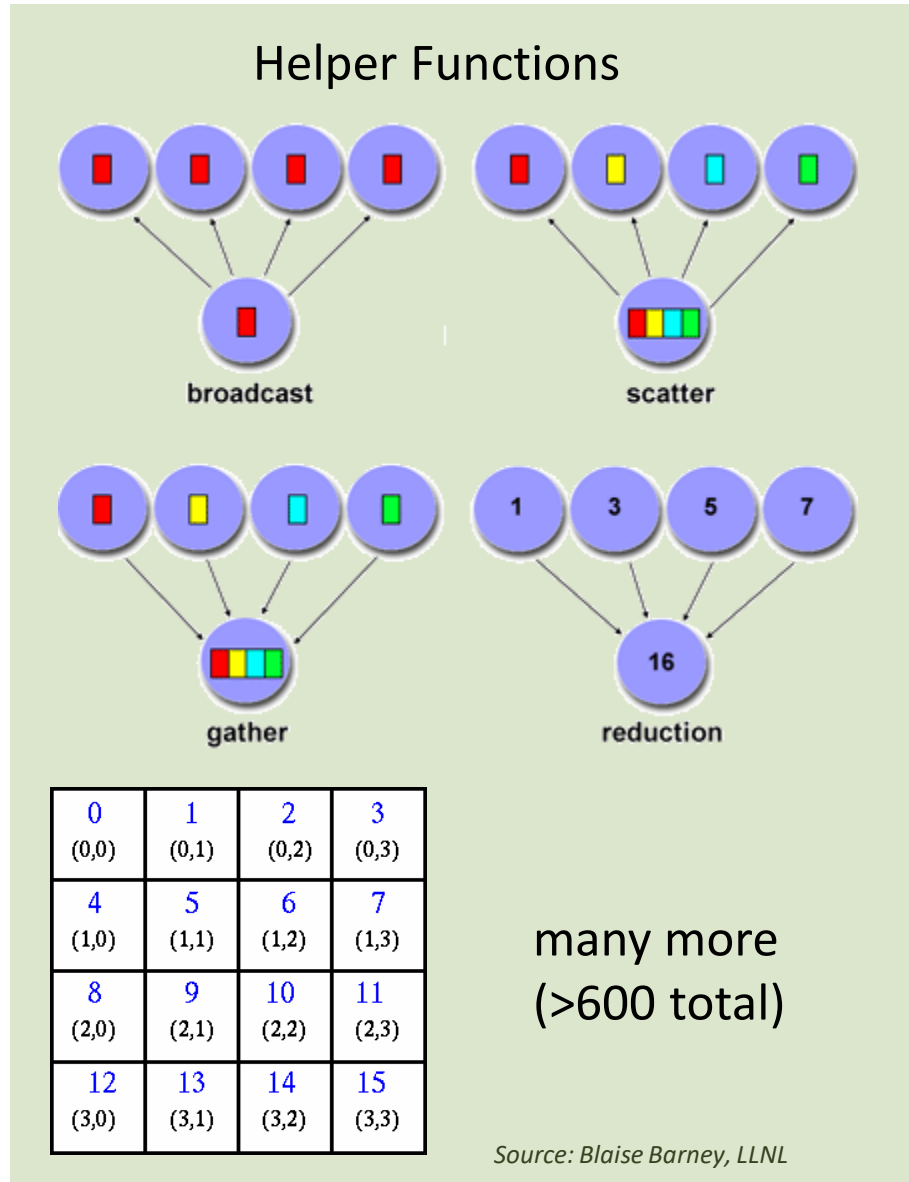 Helper Functions
broadcast
scatter
1 3 5 7
16
gather
reduction
0 1 2 3
(0,0) (0,1) (0,2) (0,3)
4 5 6 7
(1,0) (1,1) (1,2) (1,3)
8 9 10 11
(2,0) (2,1) (2,2) (2,3)
12 13 14 15
(3,0) (3,1) (3,2) (3,3)
many more
(>600 total)
Source: Blaise Barney, LLNL